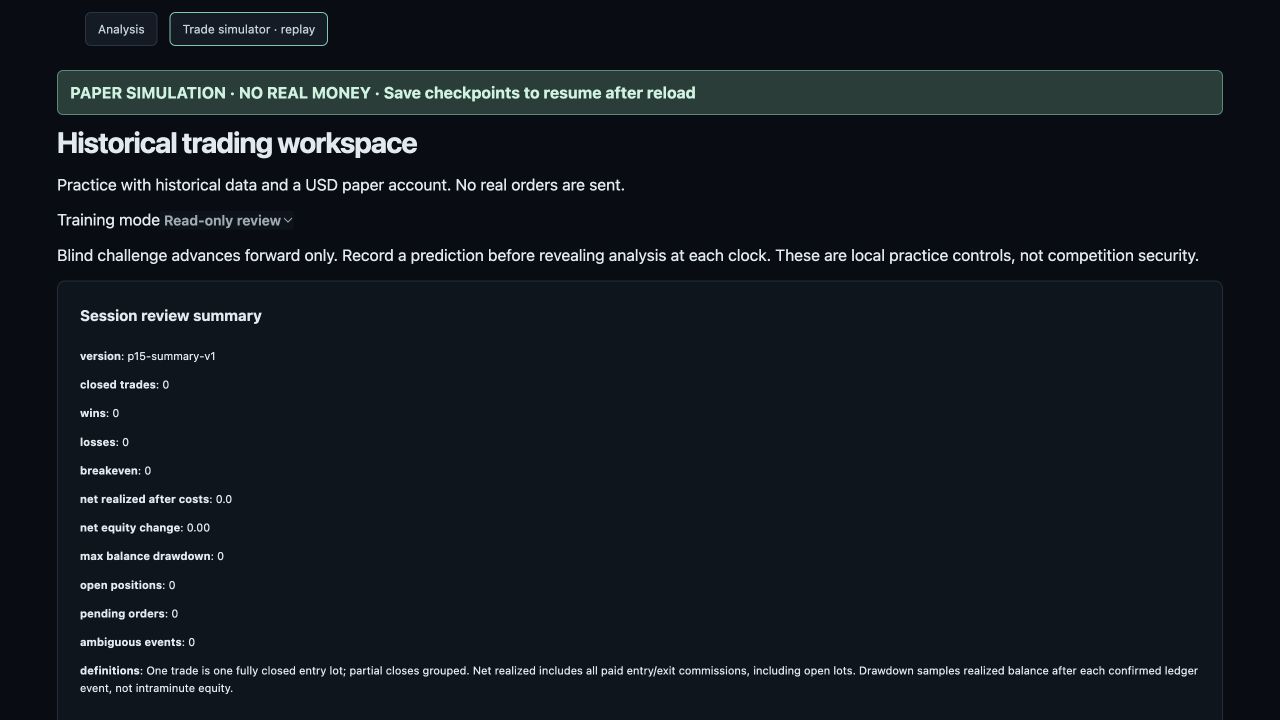 Analysis
Trade simulator · replay
PAPER SIMULATION · NO REAL MONEY · Save checkpoints to resume after reload
Historical trading workspace
Practice with historical data and a USD paper account. No real orders are sent.
Training mode Read-only review
Blind challenge advances forward only. Record a prediction before revealing analysis at each clock. These are local practice controls, not competition security.
Session review summary
version: p15-summary-v1
closed trades: 0
wins: 0
losses: 0
breakeven: 0
net realized after costs: 0.0
net equity change: 0.00
max balance drawdown: 0
open positions: 0
pending orders: 0
ambiguous events: 0
definitions: One trade is one fully closed entry lot; partial closes grouped. Net realized includes all paid entry/exit commissions, including open lots. Drawdown samples realized balance after each confirmed ledger
event, not intraminute equity.